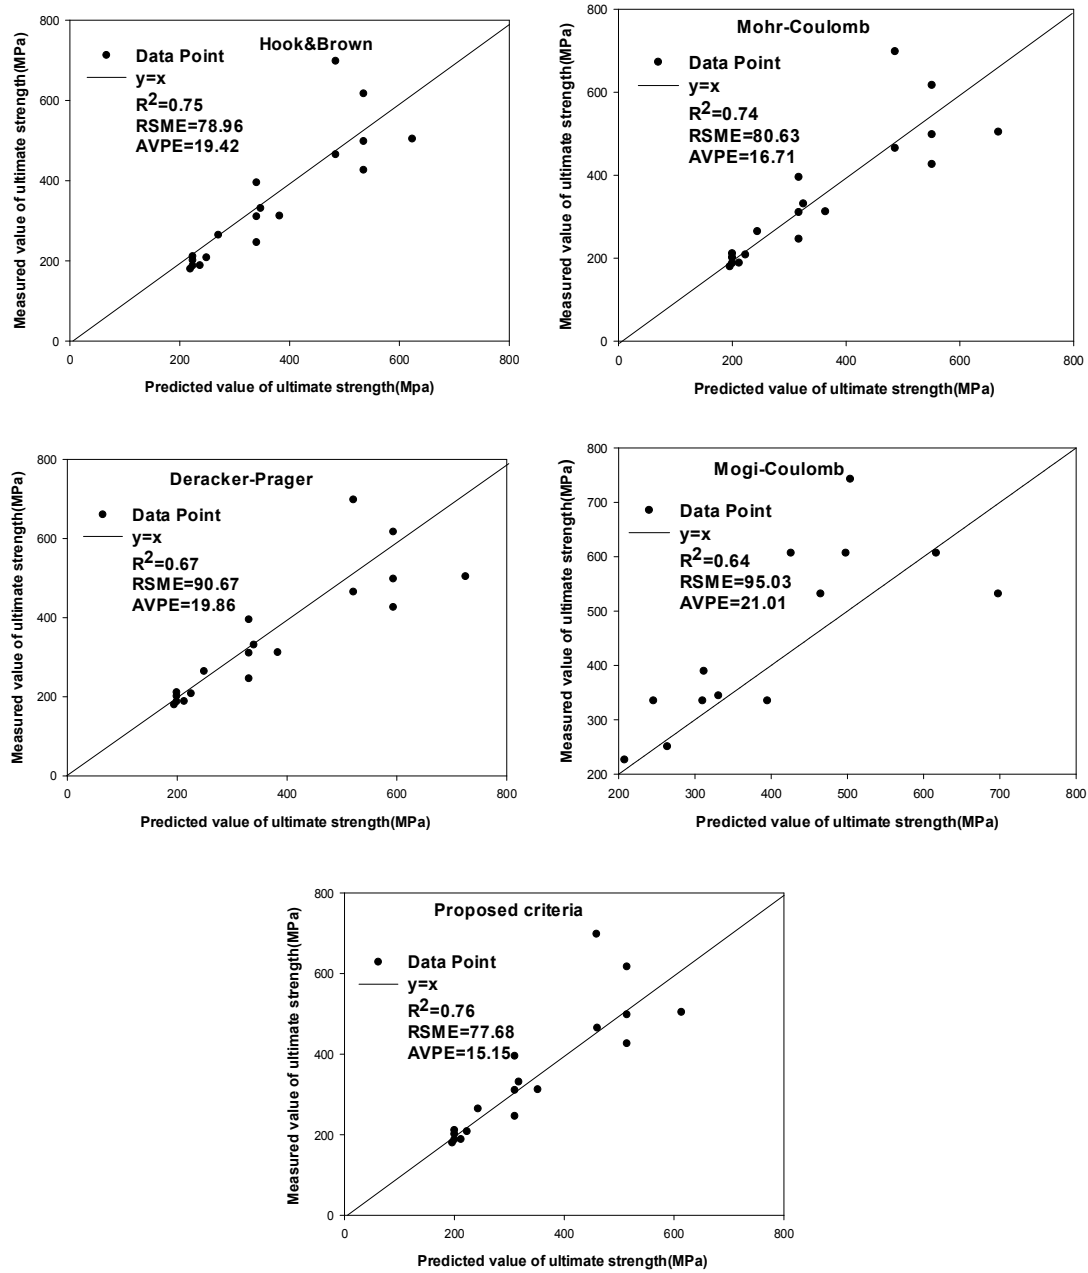 Hook&Brown
Data Point
y=x
R2=0.75
RSME=78.96
AVPE=19.42
Measured value of ultimate strength(MPa)
800
600
400
200
0
0 200 400 600 800
Predicted value of ultimate strength(Mpa)
Mohr-Coulomb
Data Point
y=x
R2=0.74
RSME=80.63
AVPE=16.71
Measured value of ultimate strength(MPa)
800
600
400
200
0
0 200 400 600 800
Predicted value of ultimate strength(MPa)
Deracker-Prager
Data Point
y=x
R2=0.67
RSME=90.67
AVPE=19.86
Measured value of ultimate strength(MPa)
800
600
400
200
0
0 200 400 600 800
Predicted value of ultimate strength(MPa)
Mogi-Coulomb
Data Point
y=x
R2=0.64
RSME=95.03
AVPE=21.01
Measured value of ultimate strength(MPa)
800
700
600
500
400
300
200
200 300 400 500 600 700 800
Predicted value of ultimate strength(MPa)
Proposed criteria
Data Point
y=x
R2=0.76
RSME=77.68
AVPE=15.15
Measured value of ultimate strength(MPa)
800
600
400
200
0
0 200 400 600 800
Predicted value of ultimate strength(MPa)